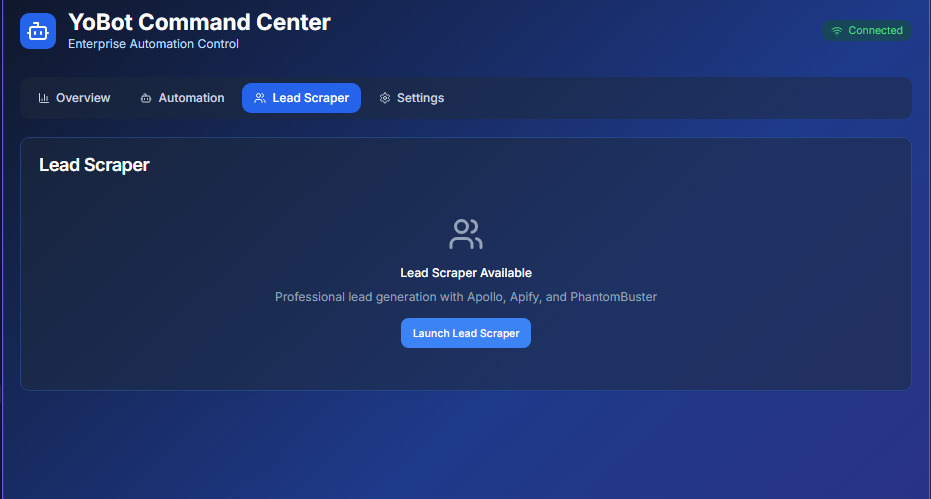 YoBot Command Center
Enterprise Automation Control
Connected
Overview
Automation
Lead Scraper
Settings
Lead Scraper
Lead Scraper Available
Professional lead generation with Apollo, Apify, and PhantomBuster
Launch Lead Scraper